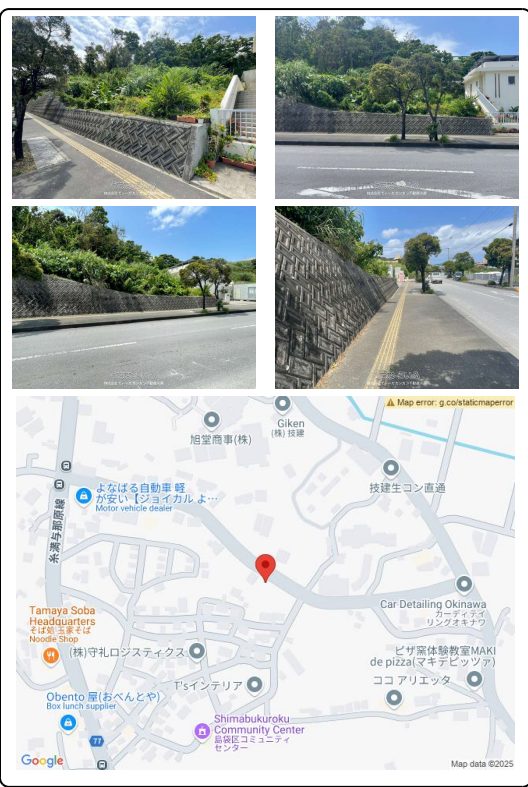 Map error: g.co/staticmaperror
Giken
(株) 技建
旭堂商事(株)
技建生コン直通
よなばる自動車 軽
が安い【ジョイカル よ…
Motor vehicle dealer
糸満与那原線
Car Detailing Okinawa
カーディテイ
リングオキナワ
Tamaya Soba
Headquarters
そば処 玉家そば
Noodle Shop
(株)守礼ロジスティクス
ピザ窯体験教室MAKI
de pizza(マキデピッツァ)
T'sインテリア
ココ アリエッタ
Obento 屋(おべんとや)
Box lunch supplier
Shimabukuroku
Community Center
島袋区コミュニティ
センター
77
Google
Map data ©2025